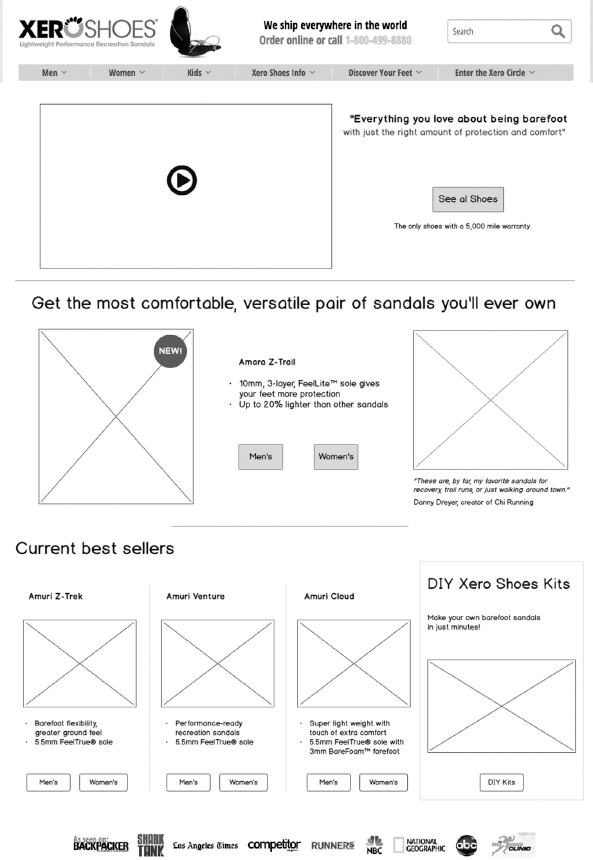 XEROSHOES®
Lightweight Performance Recreation Sandals
We ship everywhere in the world
Order online or call 1-800-499-8880
Search
Men
Women
Kids
Xero Shoes Info
Discover Your Feet
Enter the Xero Circle
"Everything you love about being barefoot
with just the right amount of protection and comfort"
See al Shoes
The only shoes with a 5,000 mile warranty
Get the most comfortable, versatile pair of sandals you'll ever own
NEW!
Amara Z-Trail
· 10mm, 3-layer, FeelLite™ sole gives
your feet more protection
· Up to 20% lighter than other sandals
Men's
Women's
"These are, by far, my favorite sandals for
recovery, trail runs, or just walking around town."
Danny Dreyer, creator of Chi Running
Current best sellers
Amuri Z-Trek
· Barefoot flexibility,
greater ground feel
· 5.5mm FeelTrue® sole
Men's
Women's
Amuri Venture
· Performance-ready
recreation sandals
· 5.5mm FeelTrue® sole
Men's
Women's
Amuri Cloud
· Super light weight with
touch of extra comfort
· 5.5mm FeelTrue® sole with
3mm BareFoam™ forefoot
Men's
Women's
DIY Xero Shoes Kits
Make your own barefoot sandals
in just minutes!
DIY Kits
As seen on:
BACKPACKER
SHARK
TANK
Los Angeles Times
competitor
RUNNERS
NBC
NATIONAL
GEOGRAPHIC
abc
CLINIC